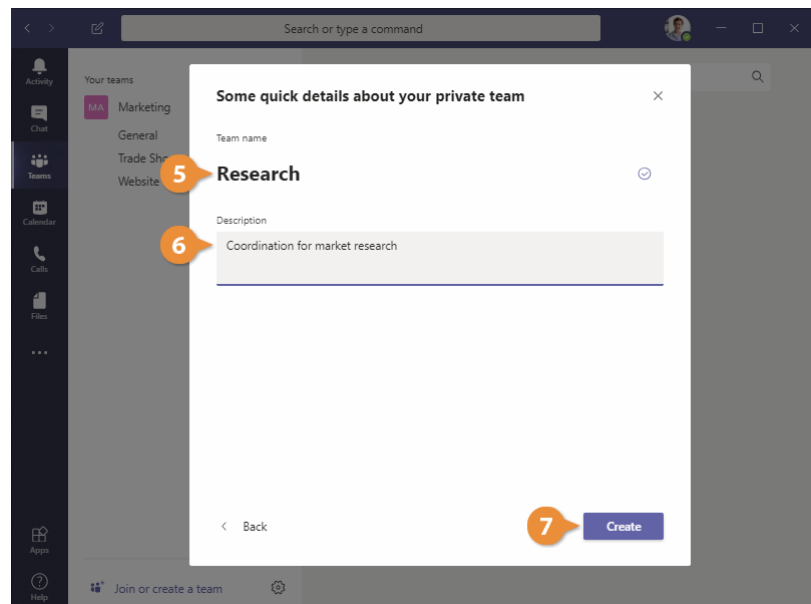 Search or type a command
Activity
Chat
Teams
Calendar
Calls
Files
Apps
Help
Your teams
MA Marketing
General
Trade Sho
Website
Join or create a team
Some quick details about your private team
Team name
5 Research
Description
6 Coordination for market research
Back
7 Create